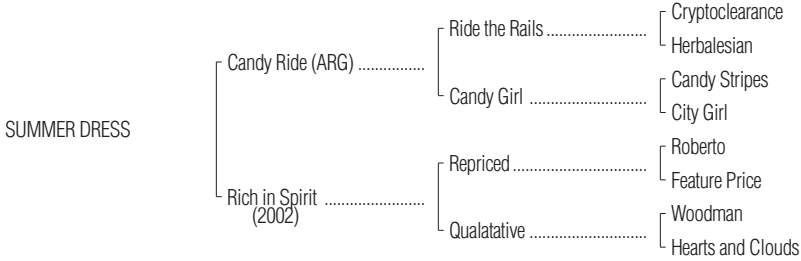 Cryptoclearance
Ride the Rails ........................
Herbalesian
Candy Ride (ARG) ................
Candy Stripes
Candy Girl ............................
City Girl
SUMMER DRESS
Roberto
Repriced ................................
Feature Price
Rich in Spirit ........................
(2002)
Woodman
Qualatative ............................
Hearts and Clouds